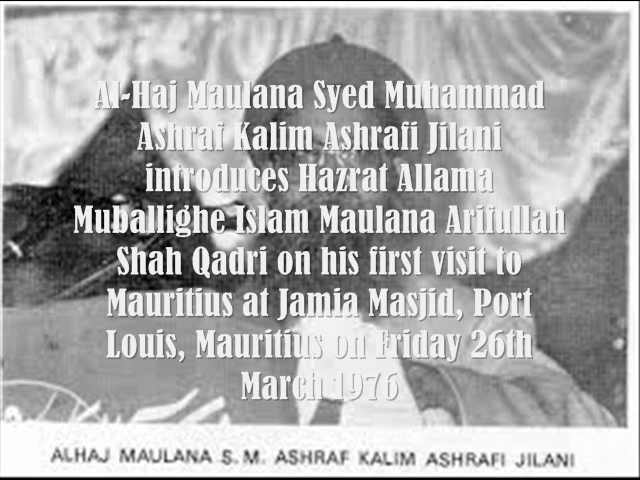 Al-Haj Maulana Syed Muhammad
Ashraf Kalim Ashrafi Jilani
introduces Hazrat Allama
Muballighe Islam Maulana Arifullah
Shah Qadri on his first visit to
Mauritius at Jamia Masjid, Port
Louis, Mauritius on Friday 26th
March 1976
ALHAJ MAULANA S.M. ASHRAF KALIM ASHRAFI JILANI